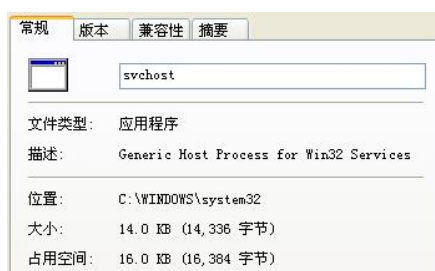 常规 版本 兼容性 摘要
svchost
文件类型: 应用程序
描述: Generic Host Process for Win32 Services
位置: C:\WINDOWS\system32
大小: 14.0 KB (14,336 字节)
占用空间: 16.0 KB (16,384 字节)